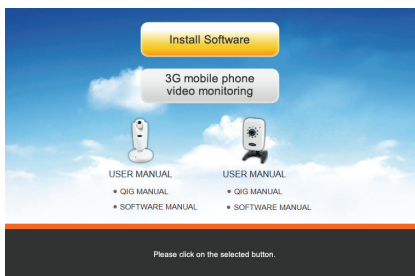 Install Software
3G mobile phone
video monitoring
USER MANUAL
• QIG MANUAL
• SOFTWARE MANUAL
USER MANUAL
• QIG MANUAL
• SOFTWARE MANUAL
Please click on the selected button.